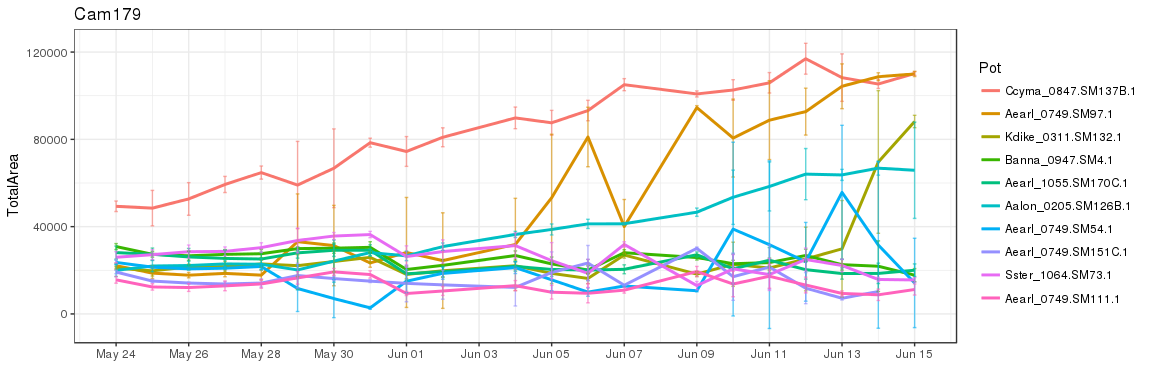 Cam179
TotalArea
120000
80000
40000
0
May 24 May 26 May 28 May 30 Jun 01 Jun 03 Jun 05 Jun 07 Jun 09 Jun 11 Jun 13 Jun 15
Pot
Ccyma_0847.SM137B.1
Aearl_0749.SM97.1
Kdike_0311.SM132.1
Banna_0947.SM4.1
Aearl_1055.SM170C.1
Aalon_0205.SM126B.1
Aearl_0749.SM54.1
Aearl_0749.SM151C.1
Sster_1064.SM73.1
Aearl_0749.SM111.1